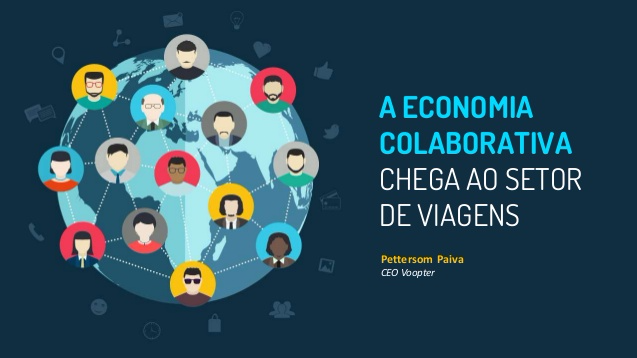 A ECONOMIA
COLABORATIVA
CHEGA AO SETOR
DE VIAGENS
Pettersom Paiva
CEO Voopter